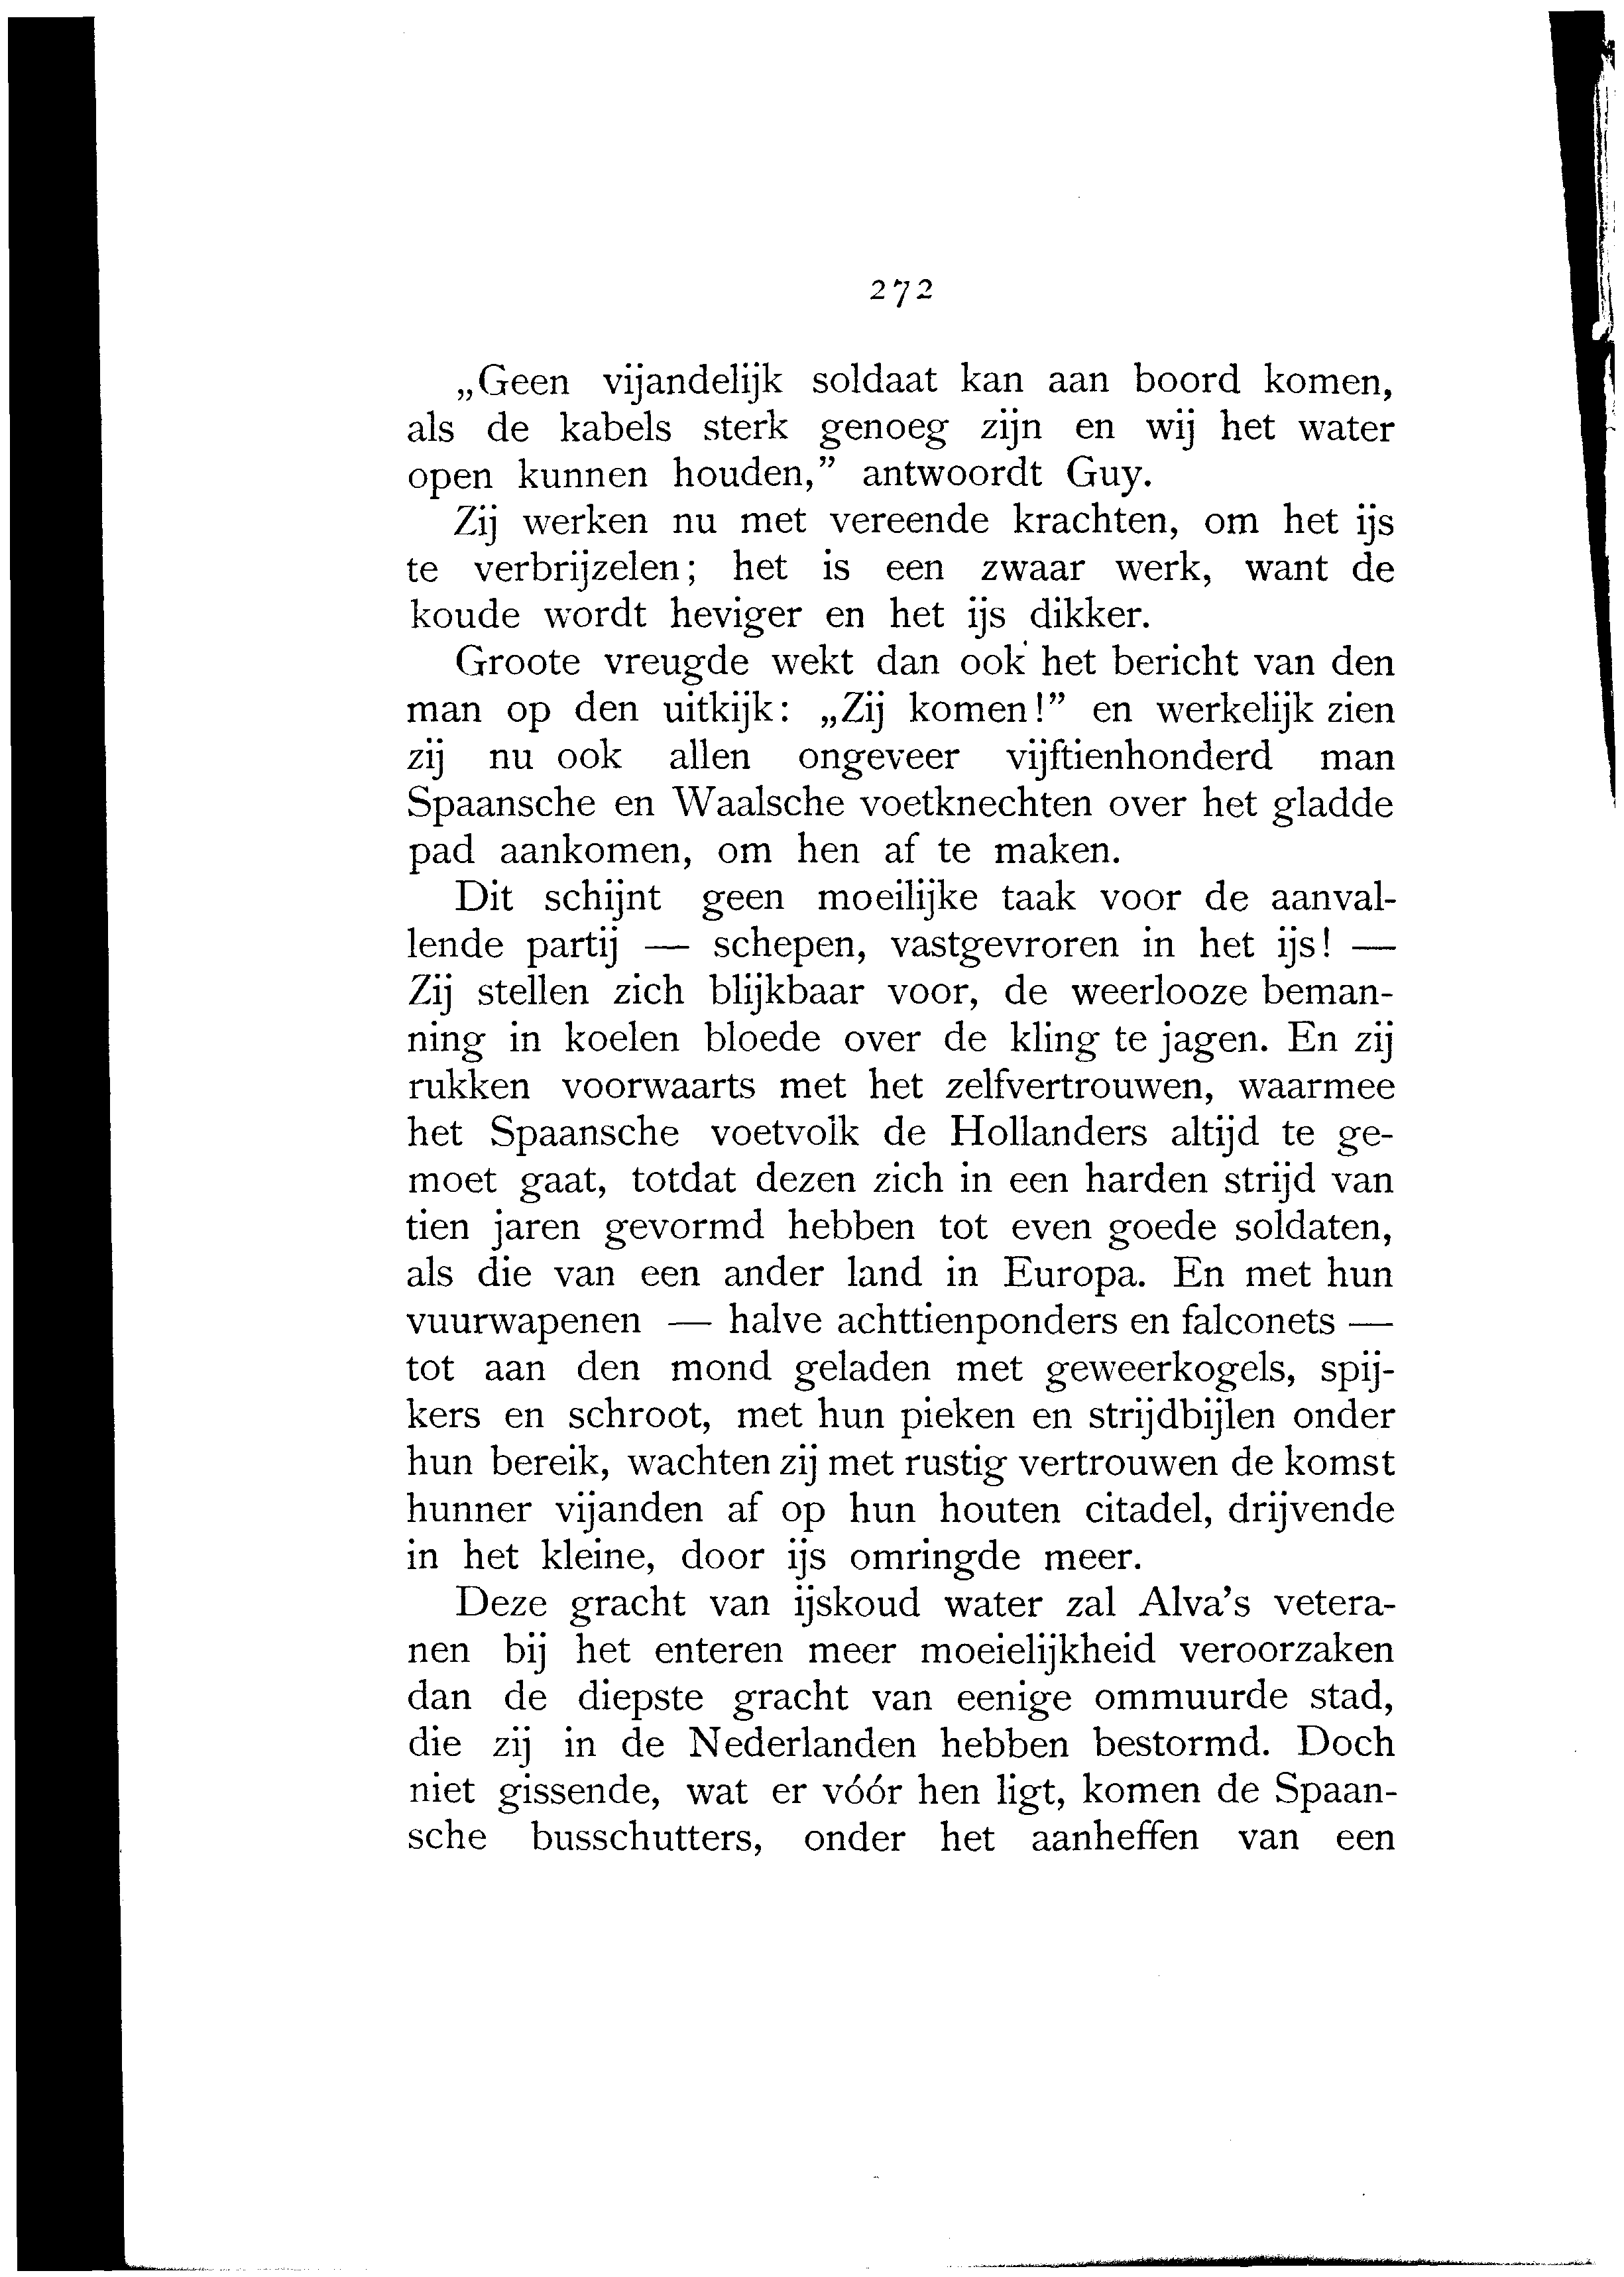 272
„Geen vijandelijk soldaat kan aan boord komen,
als de kabels sterk genoeg zijn en wij het water
open kunnen houden,” antwoordt Guy.
Zij werken nu met vereende krachten, om het ijs
te verbrijzelen; het is een zwaar werk, want de
koude wordt heviger en het ijs dikker.
Groote vreugde wekt dan ook het bericht van den
man op den uitkijk: „Zij komen!” en werkelijk zien
zij nu ook allen ongeveer vijftienhonderd man
Spaansche en Waalsche voetknechten over het gladde
pad aankomen, om hen af te maken.
Dit schijnt geen moeilijke taak voor de aanval-
lende partij — schepen, vastgevroren in het ijs! —
Zij stellen zich blijkbaar voor, de weerlooze beman-
ning in koelen bloede over de kling te jagen. En zij
rukken voorwaarts met het zelfvertrouwen, waarmee
het Spaansche voetvolk de Hollanders altijd te ge-
moet gaat, totdat dezen zich in een harden strijd van
tien jaren gevormd hebben tot even goede soldaten,
als die van een ander land in Europa. En met hun
vuurwapenen — halve achttienponders en falconets —
tot aan den mond geladen met geweerkogels, spij-
kers en schroot, met hun pieken en strijdbijlen onder
hun bereik, wachten zij met rustig vertrouwen de komst
hunner vijanden af op hun houten citadel, drijvende
in het kleine, door ijs omringde meer.
Deze gracht van ijskoud water zal Alva’s vetera-
nen bij het enteren meer moeielijkheid veroorzaken
dan de diepste gracht van eenige ommuurde stad,
die zij in de Nederlanden hebben bestormd. Doch
niet gissende, wat er vóór hen ligt, komen de Spaan-
sche busschutters, onder het aanheffen van een